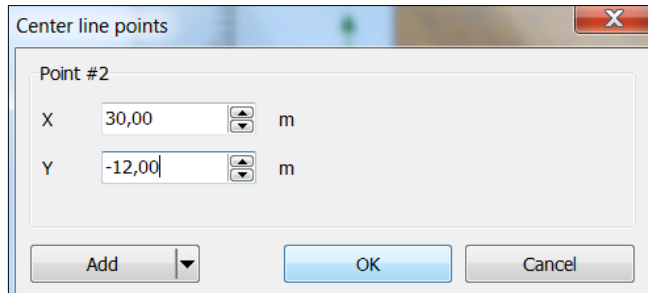 Center line points
Point #2
X 30,00 m
Y -12,00 m
Add OK Cancel